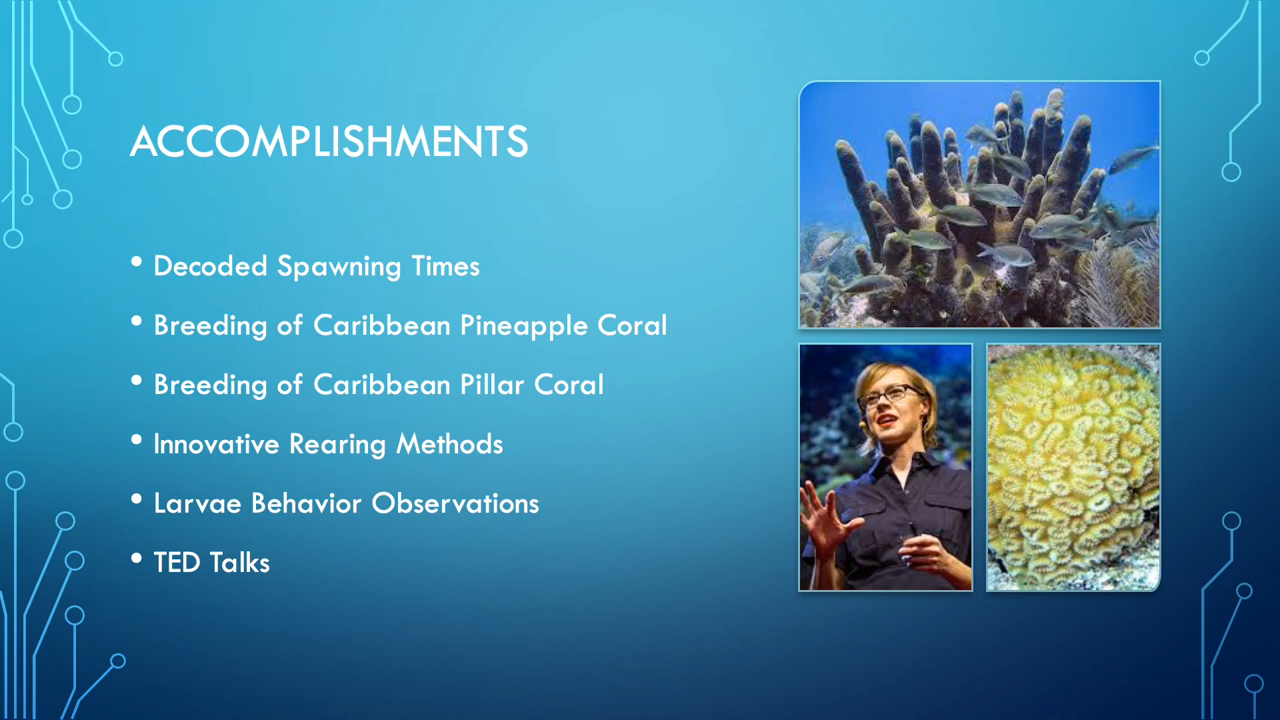 ACCOMPLISHMENTS
• Decoded Spawning Times
• Breeding of Caribbean Pineapple Coral
• Breeding of Caribbean Pillar Coral
• Innovative Rearing Methods
• Larvae Behavior Observations
• TED Talks